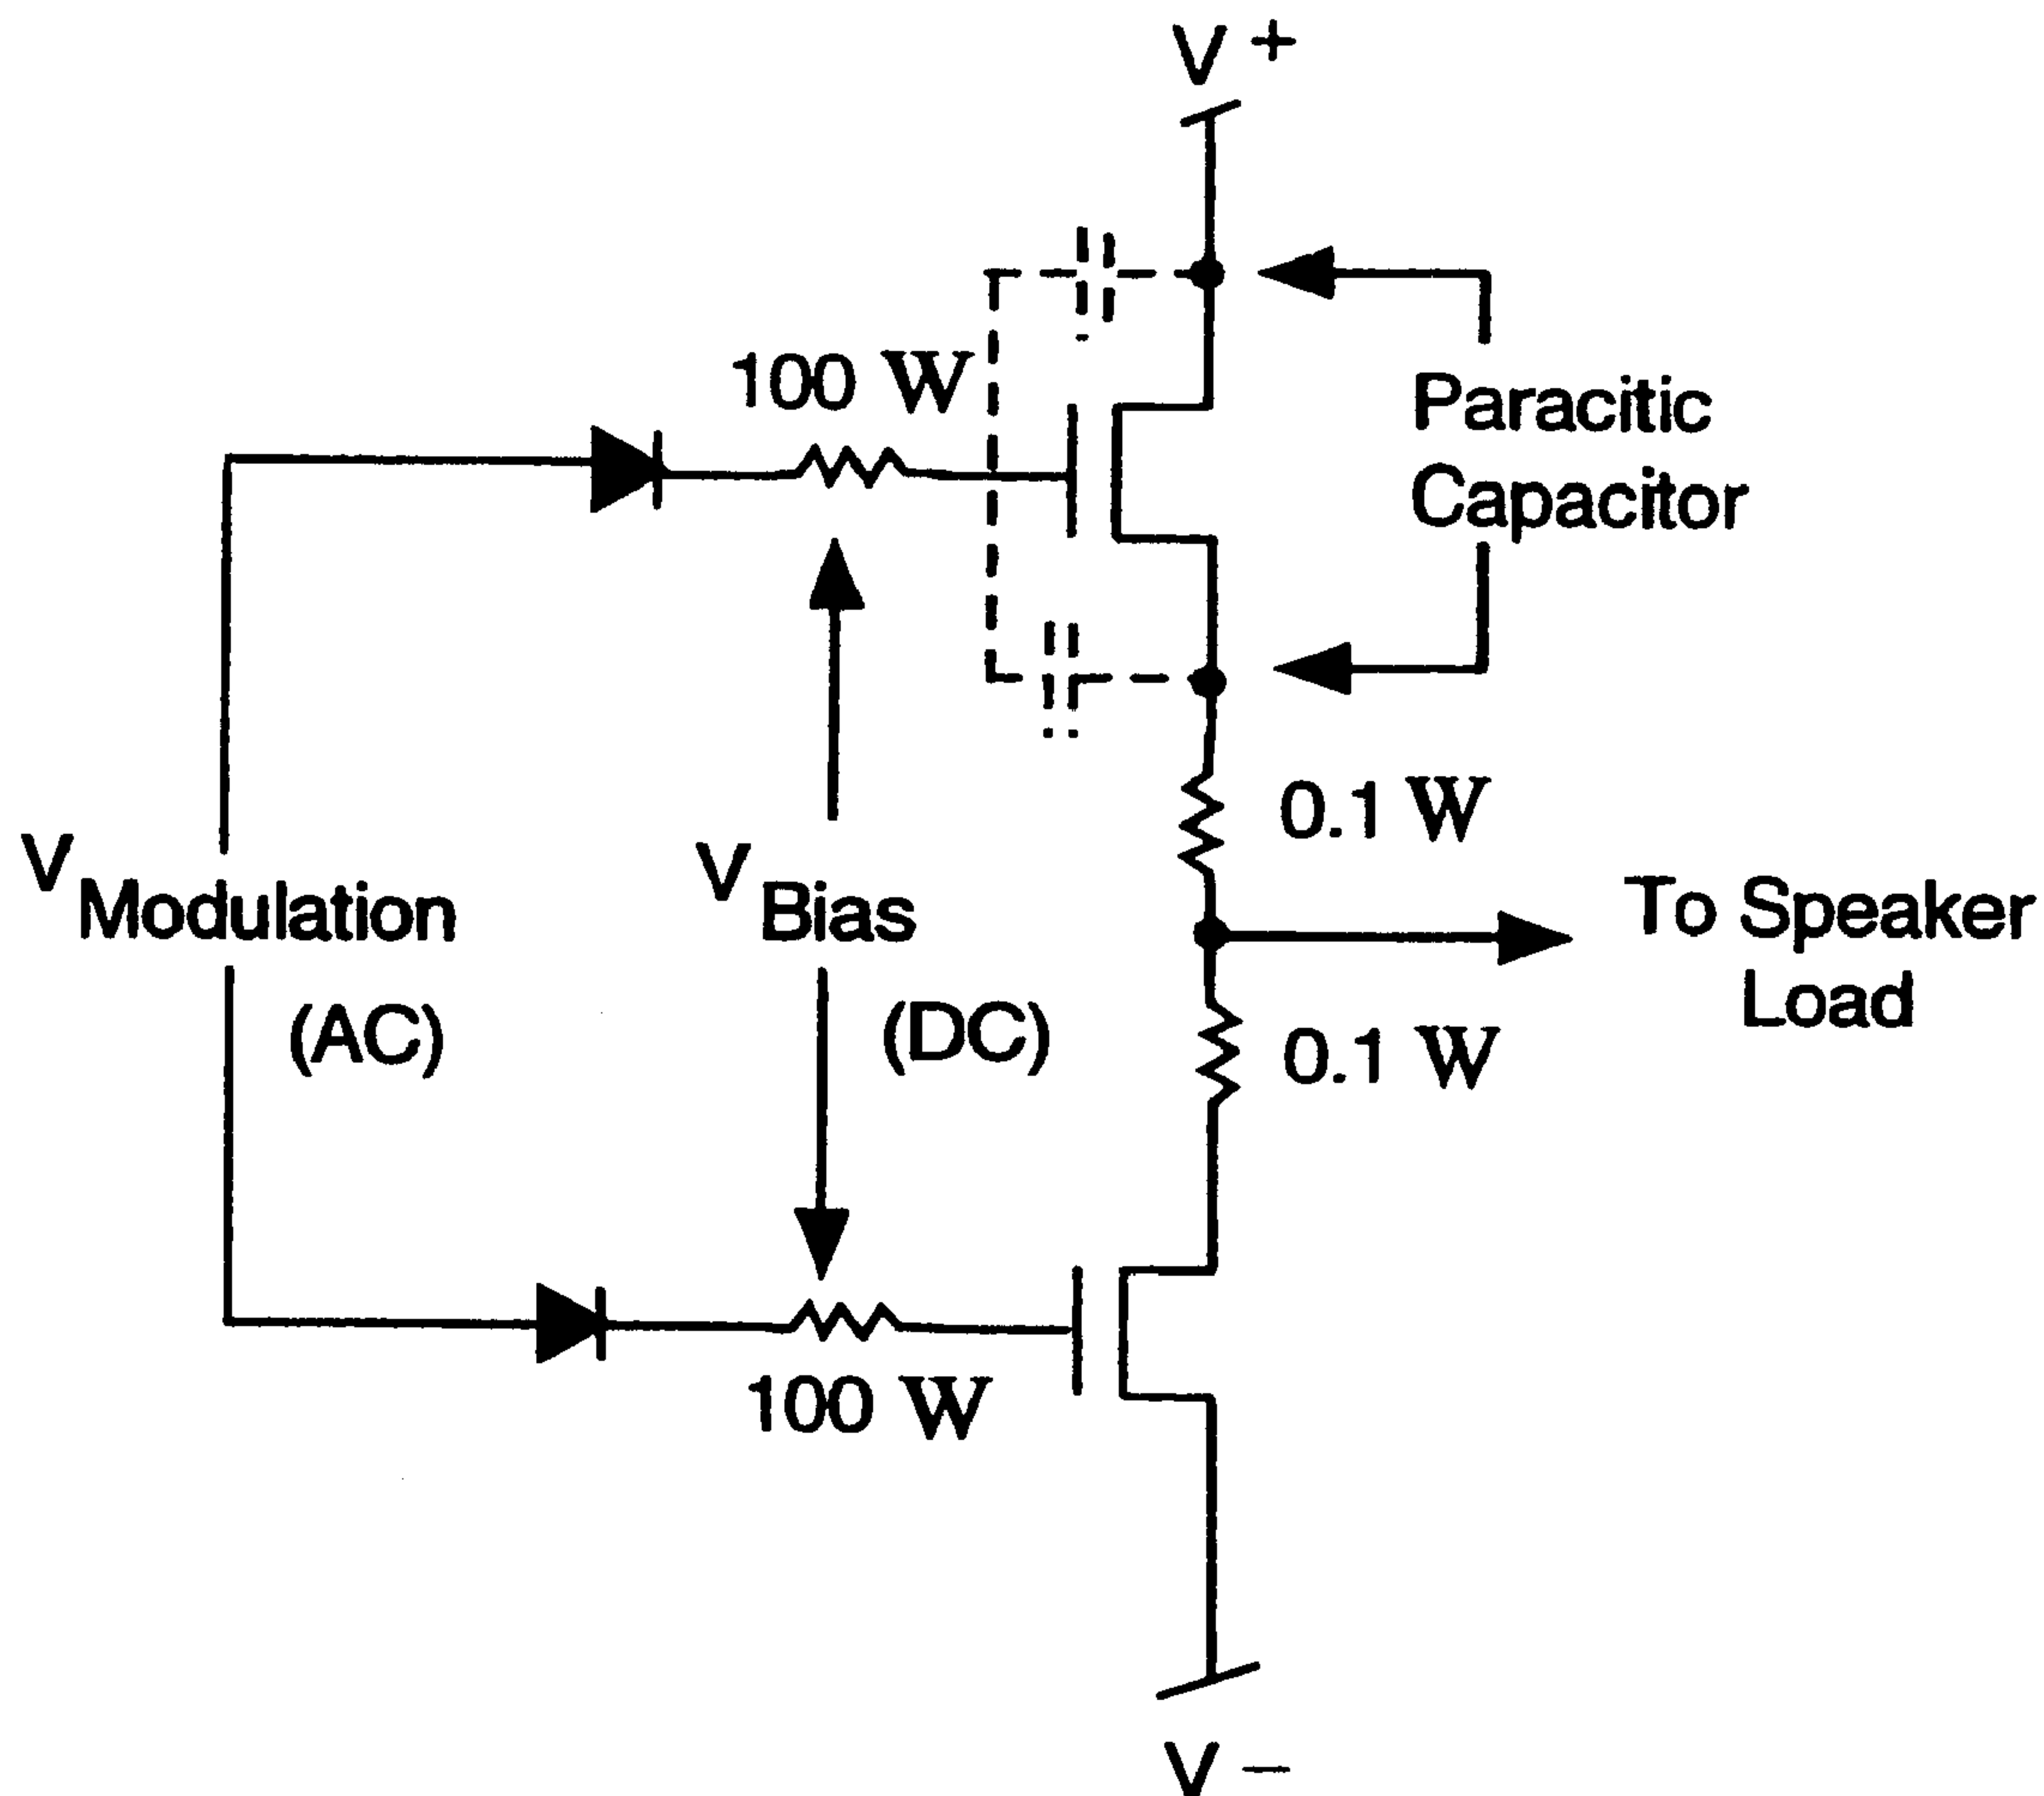 V +
100 W
Paracitic
Capacitor
0.1 W
V Modulation
(AC)
V Bias
(DC)
To Speaker
Load
0.1 W
100 W
V −